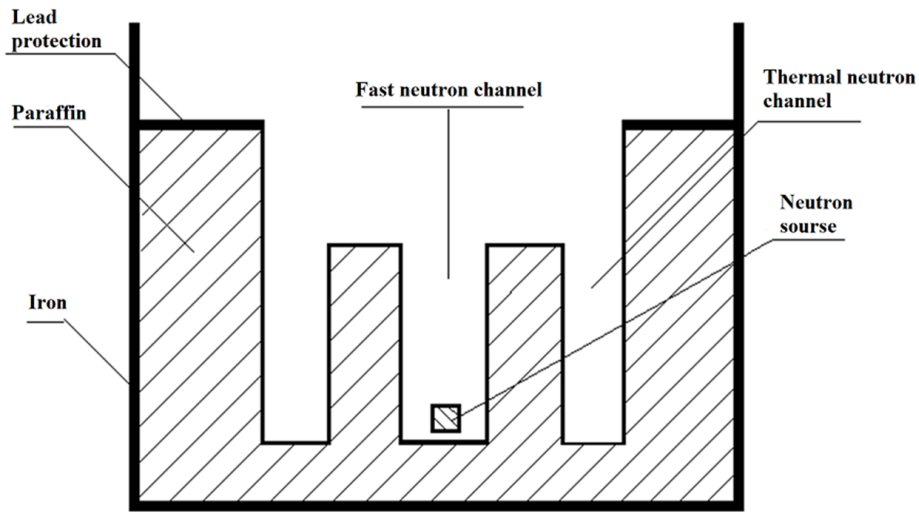 Lead
protection
Paraffin
Iron
Fast neutron channel
Thermal neutron
channel
Neutron
sourse